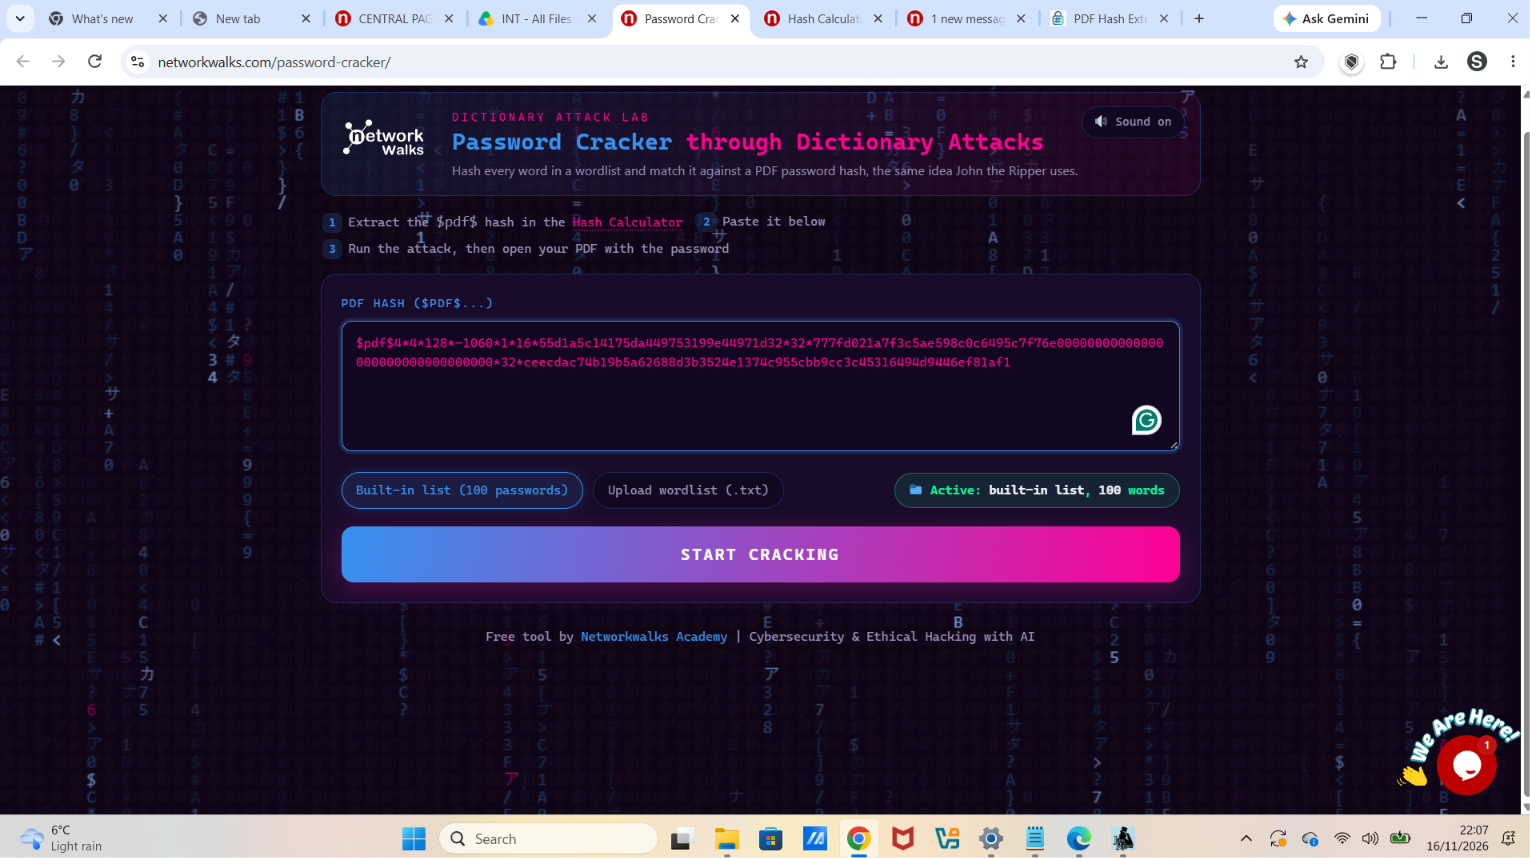 What's new
New tab
CENTRAL PAG
INT - All Files
Password Crac
Hash Calculat
1 new messag
PDF Hash Extr
Ask Gemini
networkwalks.com/password-cracker/
S
network
Walks
DICTIONARY ATTACK LAB
Password Cracker through Dictionary Attacks
Hash every word in a wordlist and match it against a PDF password hash, the same idea John the Ripper uses.
Sound on
1 Extract the $pdf$ hash in the Hash Calculator 2 Paste it below
3 Run the attack, then open your PDF with the password
PDF HASH ($PDF$...)
$pdf$4*4*128*-1060*1*16*55d1a5c14175da449753199e44971d32*32*777fd021a7f3c5ae598c0c6495c7f76e00000000000000
000000000000000000*32*ceecdac74b19b5a62688d3b3524e1374c955cbb9cc3c45316494d9446ef81af1
Built-in list (100 passwords)
Upload wordlist (.txt)
Active: built-in list, 100 words
START CRACKING
Free tool by Networkwalks Academy | Cybersecurity & Ethical Hacking with AI
We Are Here!
1
6°C
Light rain
Search
22:07
16/11/2026